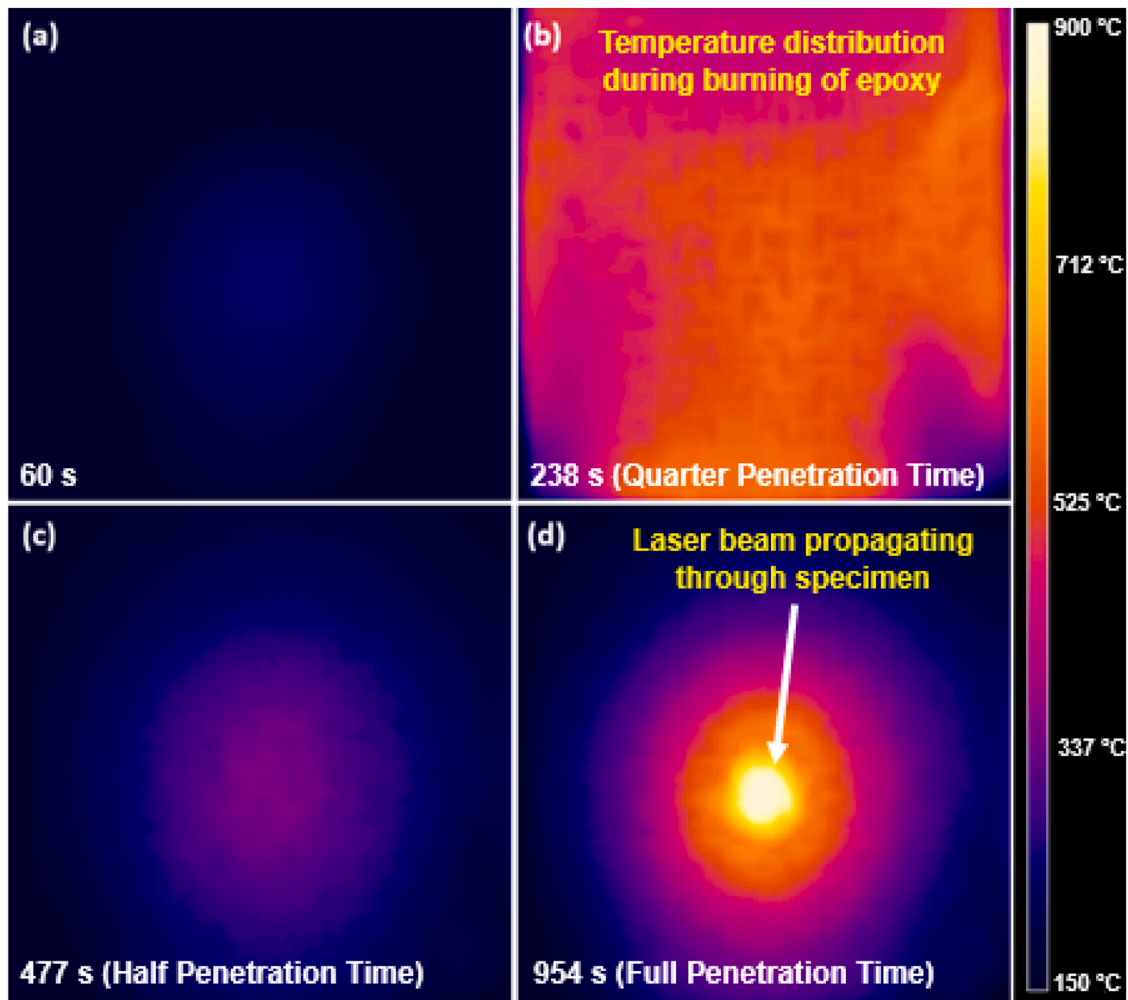 (a)
60 s
(b)
Temperature distribution
during burning of epoxy
238 s (Quarter Penetration Time)
(c)
477 s (Half Penetration Time)
(d)
Laser beam propagating
through specimen
954 s (Full Penetration Time)
900 °C
712 °C
525 °C
337 °C
150 °C